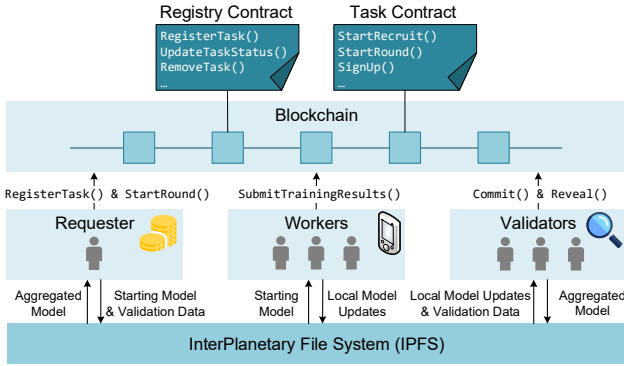 Registry Contract
Task Contract
RegisterTask()
UpdateTaskStatus()
RemoveTask()
…
StartRecruit()
StartRound()
SignUp()
…
Blockchain
RegisterTask() & StartRound()
SubmitTrainingResults()
Commit() & Reveal()
Requester
Workers
Validators
Aggregated
Model
Starting Model
& Validation Data
Starting
Model
Local Model
Updates
Local Model Updates
& Validation Data
Aggregated
Model
InterPlanetary File System (IPFS)